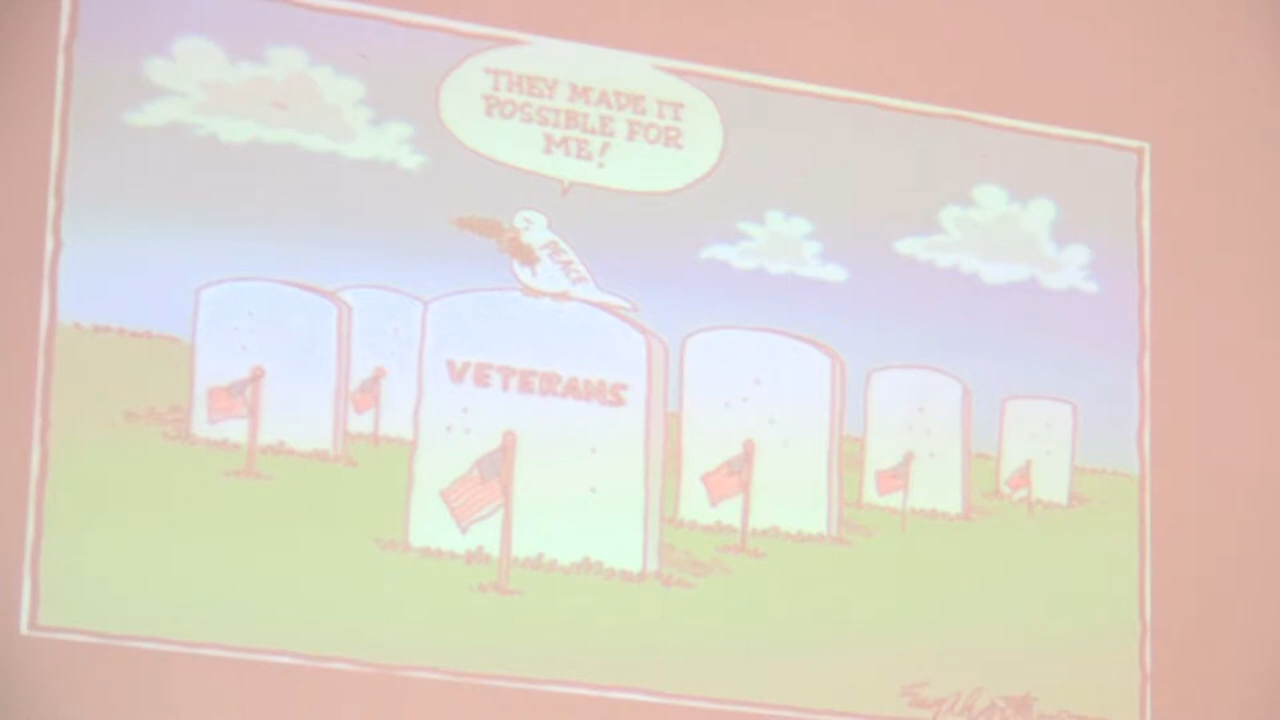 THEY MADE IT
POSSIBLE FOR
ME!
PEACE
VETERANS